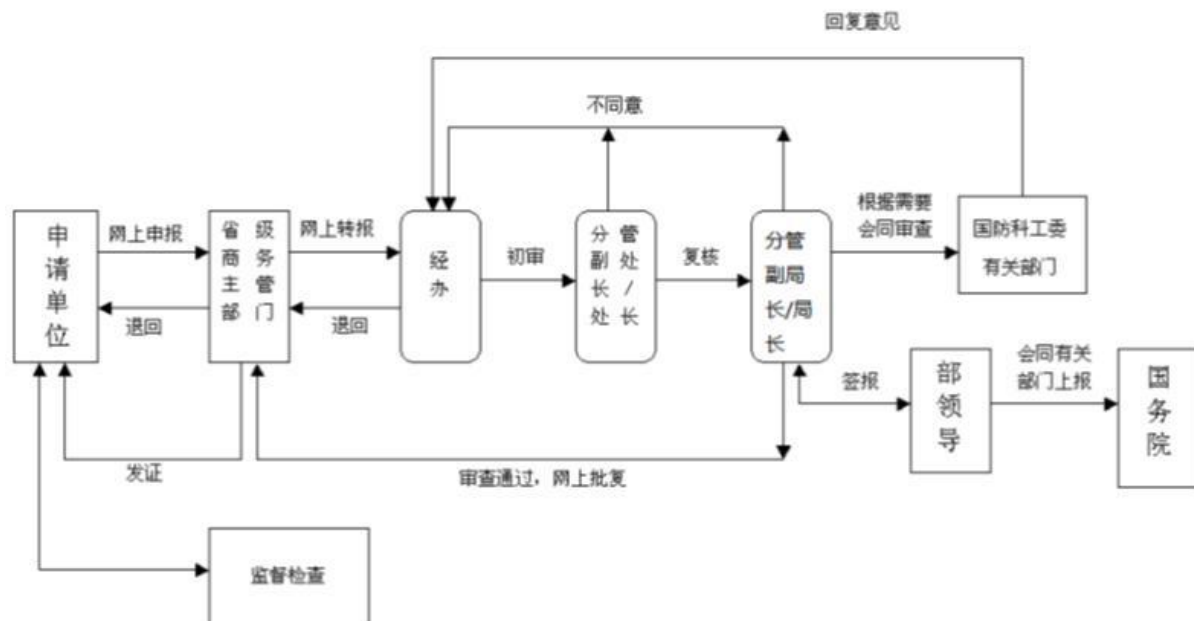 回复意见
不同意
申
请
单
位
网上申报
退回
省 级
商 务
主 管
部 门
网上转报
退回
经
办
初审
分 管
副 处
长 /
处 长
复核
分管
副局
长/局
长
根据需要
会同审查
国防科工委
有关部门
签报
部
领
导
会同有关
部门上报
国
务
院
发证
审查通过，网上批复
监督检查